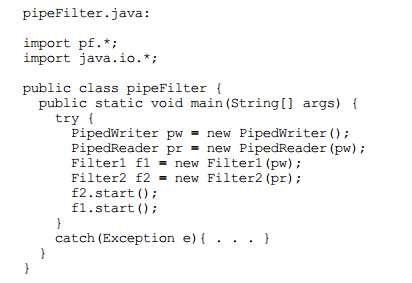 pipeFilter.java:
import pf.*;
import java.io.*;
public class pipeFilter {
public static void main(String[] args) {
try {
PipedWriter pw = new PipedWriter();
PipedReader pr = new PipedReader(pw);
Filter1 f1 = new Filter1(pw);
Filter2 f2 = new Filter2(pr);
f2.start();
f1.start();
}
catch(Exception e){ . . . }
}
}